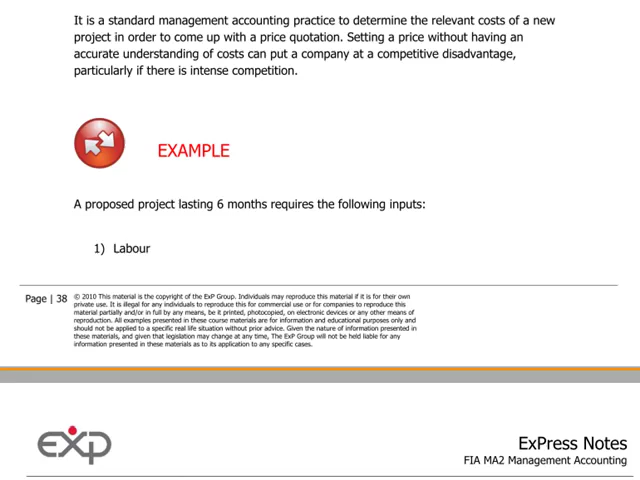 It is a standard management accounting practice to determine the relevant costs of a new
project in order to come up with a price quotation. Setting a price without having an
accurate understanding of costs can put a company at a competitive disadvantage,
particularly if there is intense competition.
EXAMPLE
A proposed project lasting 6 months requires the following inputs:
1) Labour
Page | 38
© 2010 This material is the copyright of the ExP Group. Individuals may reproduce this material if it is for their own
private use. It is illegal for any individuals to reproduce this for commercial use or for companies to reproduce this
material partially and/or in full by any means, be it printed, photocopied, on electronic devices or any other means of
reproduction. All examples presented in these course materials are for information and educational purposes only and
should not be applied to a specific real life situation without prior advice. Given the nature of information presented in
these materials, and given that legislation may change at any time, The ExP Group will not be held liable for any
information presented in these materials as to its application to any specific cases.
exp
ExPress Notes
FIA MA2 Management Accounting